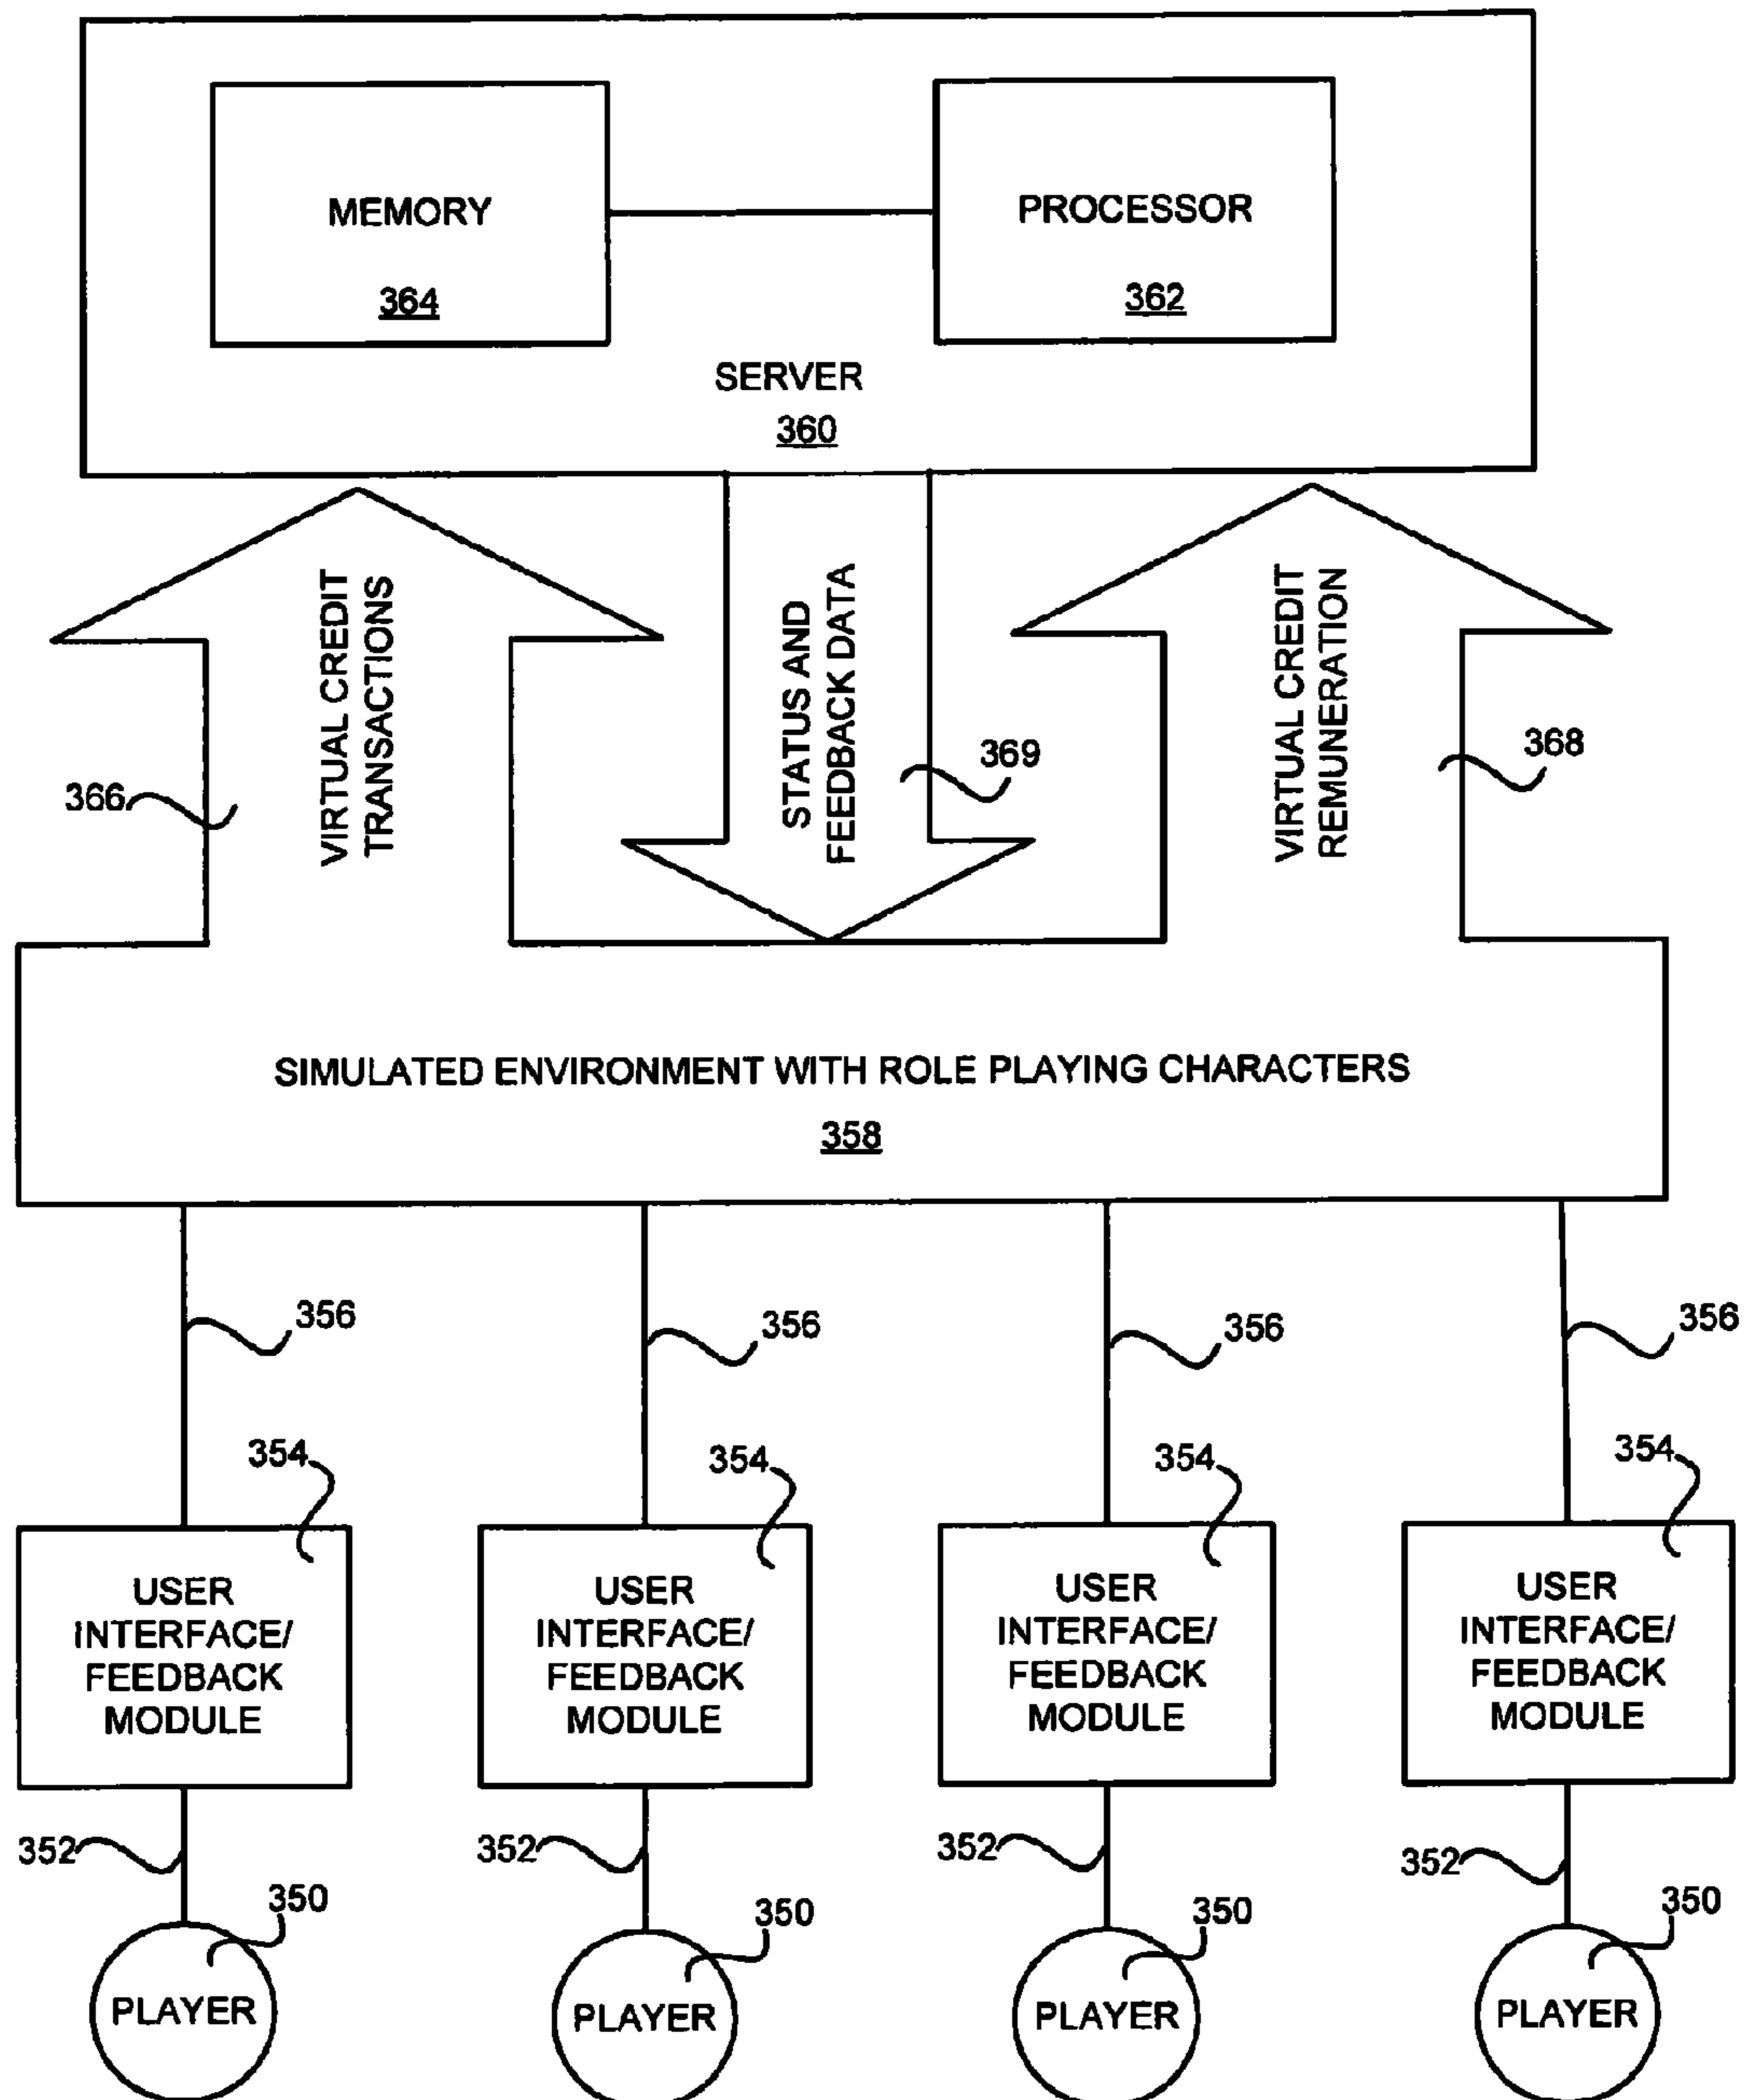 MEMORY
364
PROCESSOR
362
SERVER
360
VIRTUAL CREDIT
TRANSACTIONS
366
STATUS AND
FEEDBACK DATA
369
VIRTUAL CREDIT
REMUNERATION
368
SIMULATED ENVIRONMENT WITH ROLE PLAYING CHARACTERS
358
356
356
356
356
354
354
354
354
USER
INTERFACE/
FEEDBACK
MODULE
USER
INTERFACE/
FEEDBACK
MODULE
USER
INTERFACE/
FEEDBACK
MODULE
USER
INTERFACE/
FEEDBACK
MODULE
352
352
352
352
350
350
350
350
PLAYER
PLAYER
PLAYER
PLAYER